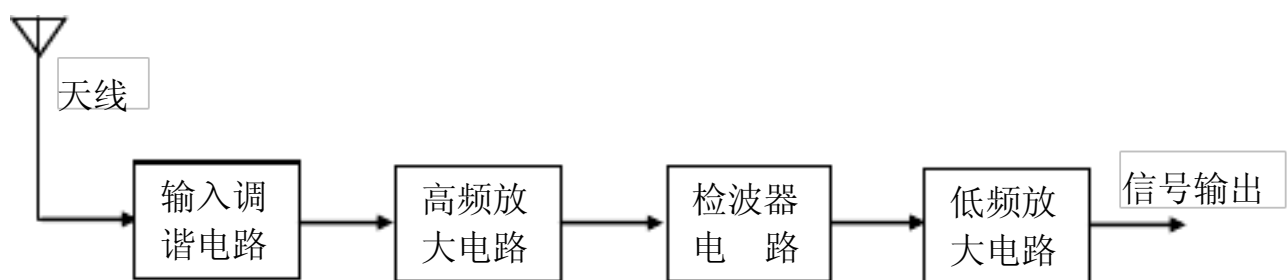 天线
输入调
谐电路
高频放
大电路
检波器
电 路
低频放
大电路
信号输出